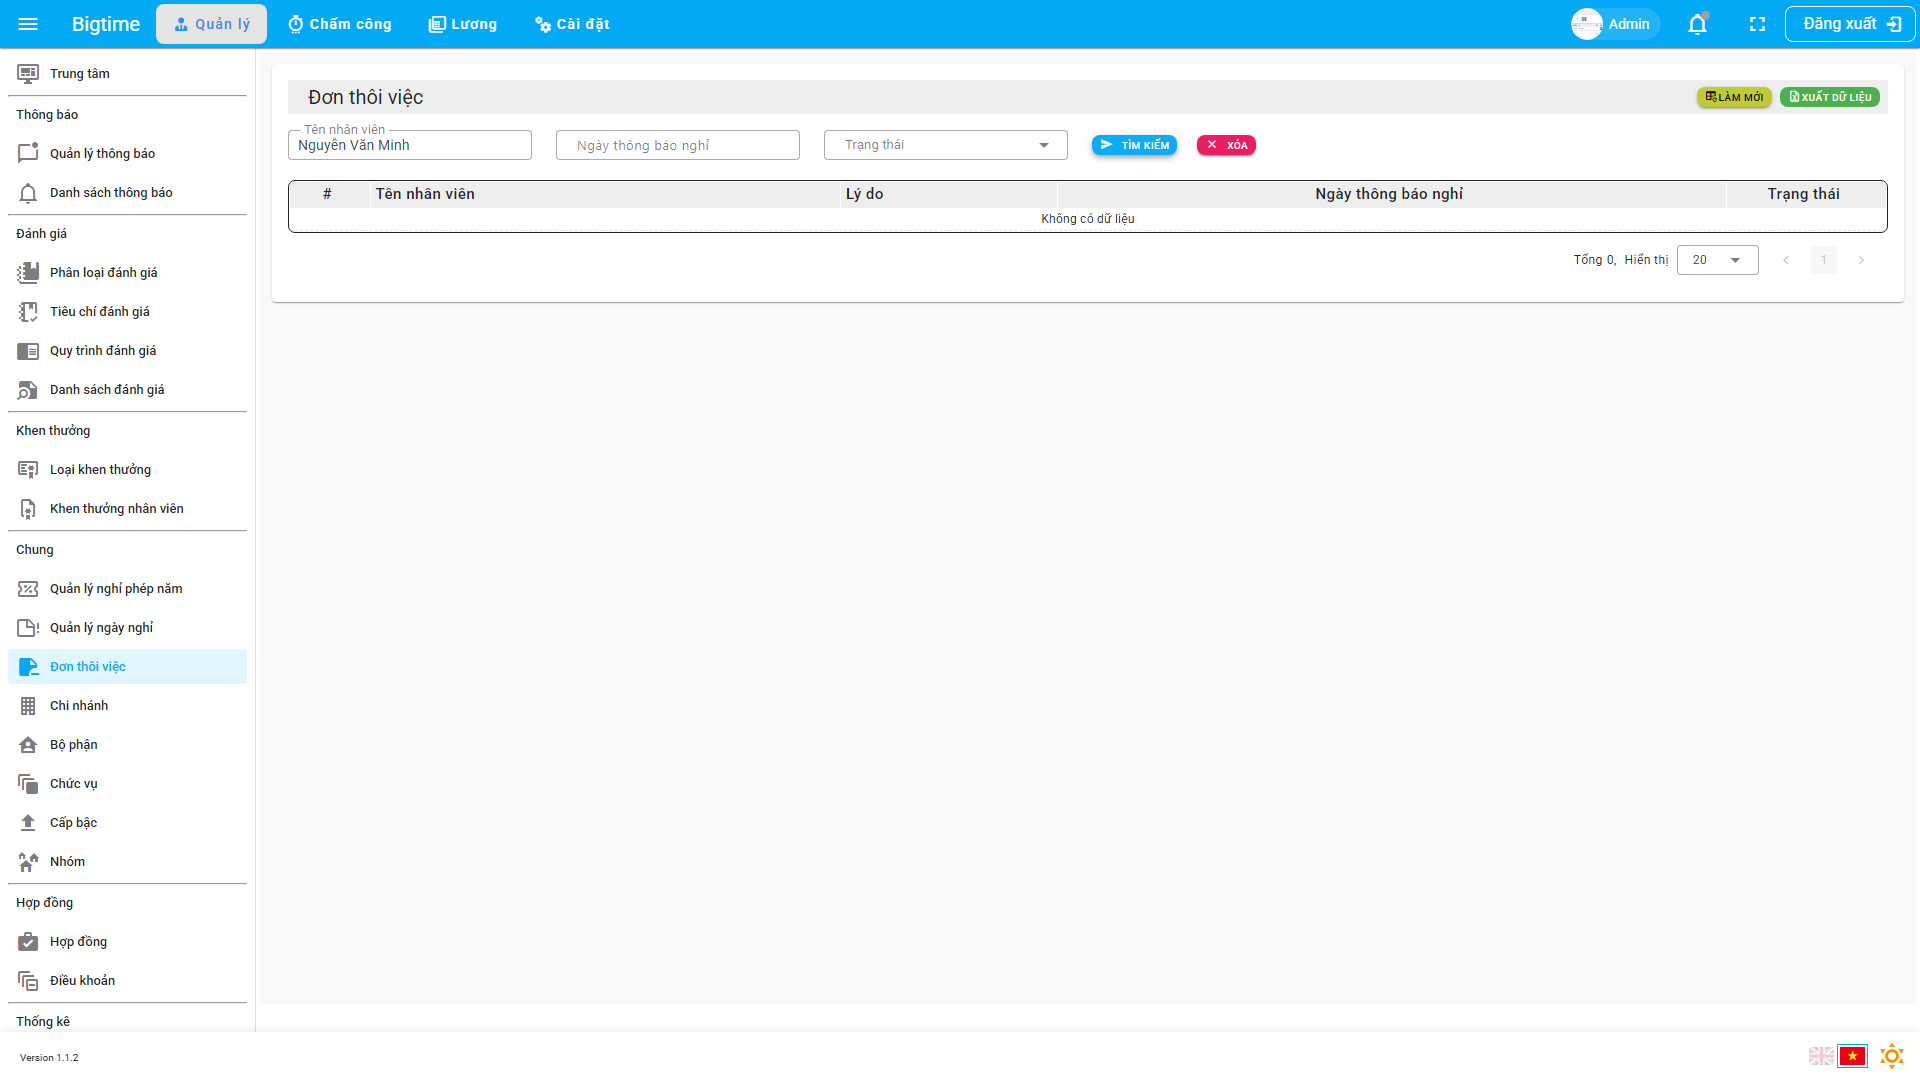 Bigtime
Quản lý
Chấm công
Lương
Cài đặt
Admin
Đăng xuất
Trung tâm
Thông báo
Quản lý thông báo
Danh sách thông báo
Đánh giá
Phân loại đánh giá
Tiêu chí đánh giá
Quy trình đánh giá
Danh sách đánh giá
Khen thưởng
Loại khen thưởng
Khen thưởng nhân viên
Chung
Quản lý nghỉ phép năm
Quản lý ngày nghỉ
Đơn thôi việc
Chi nhánh
Bộ phận
Chức vụ
Cấp bậc
Nhóm
Hợp đồng
Hợp đồng
Điều khoản
Thống kê
Đơn thôi việc
LÀM MỚI
XUẤT DỮ LIỆU
Tên nhân viên
Nguyễn Văn Minh
Ngày thông báo nghỉ
Trạng thái
TÌM KIẾM
XÓA
# Tên nhân viên Lý do Ngày thông báo nghỉ Trạng thái
Không có dữ liệu
Tổng 0, Hiển thị 20 1
Version 1.1.2